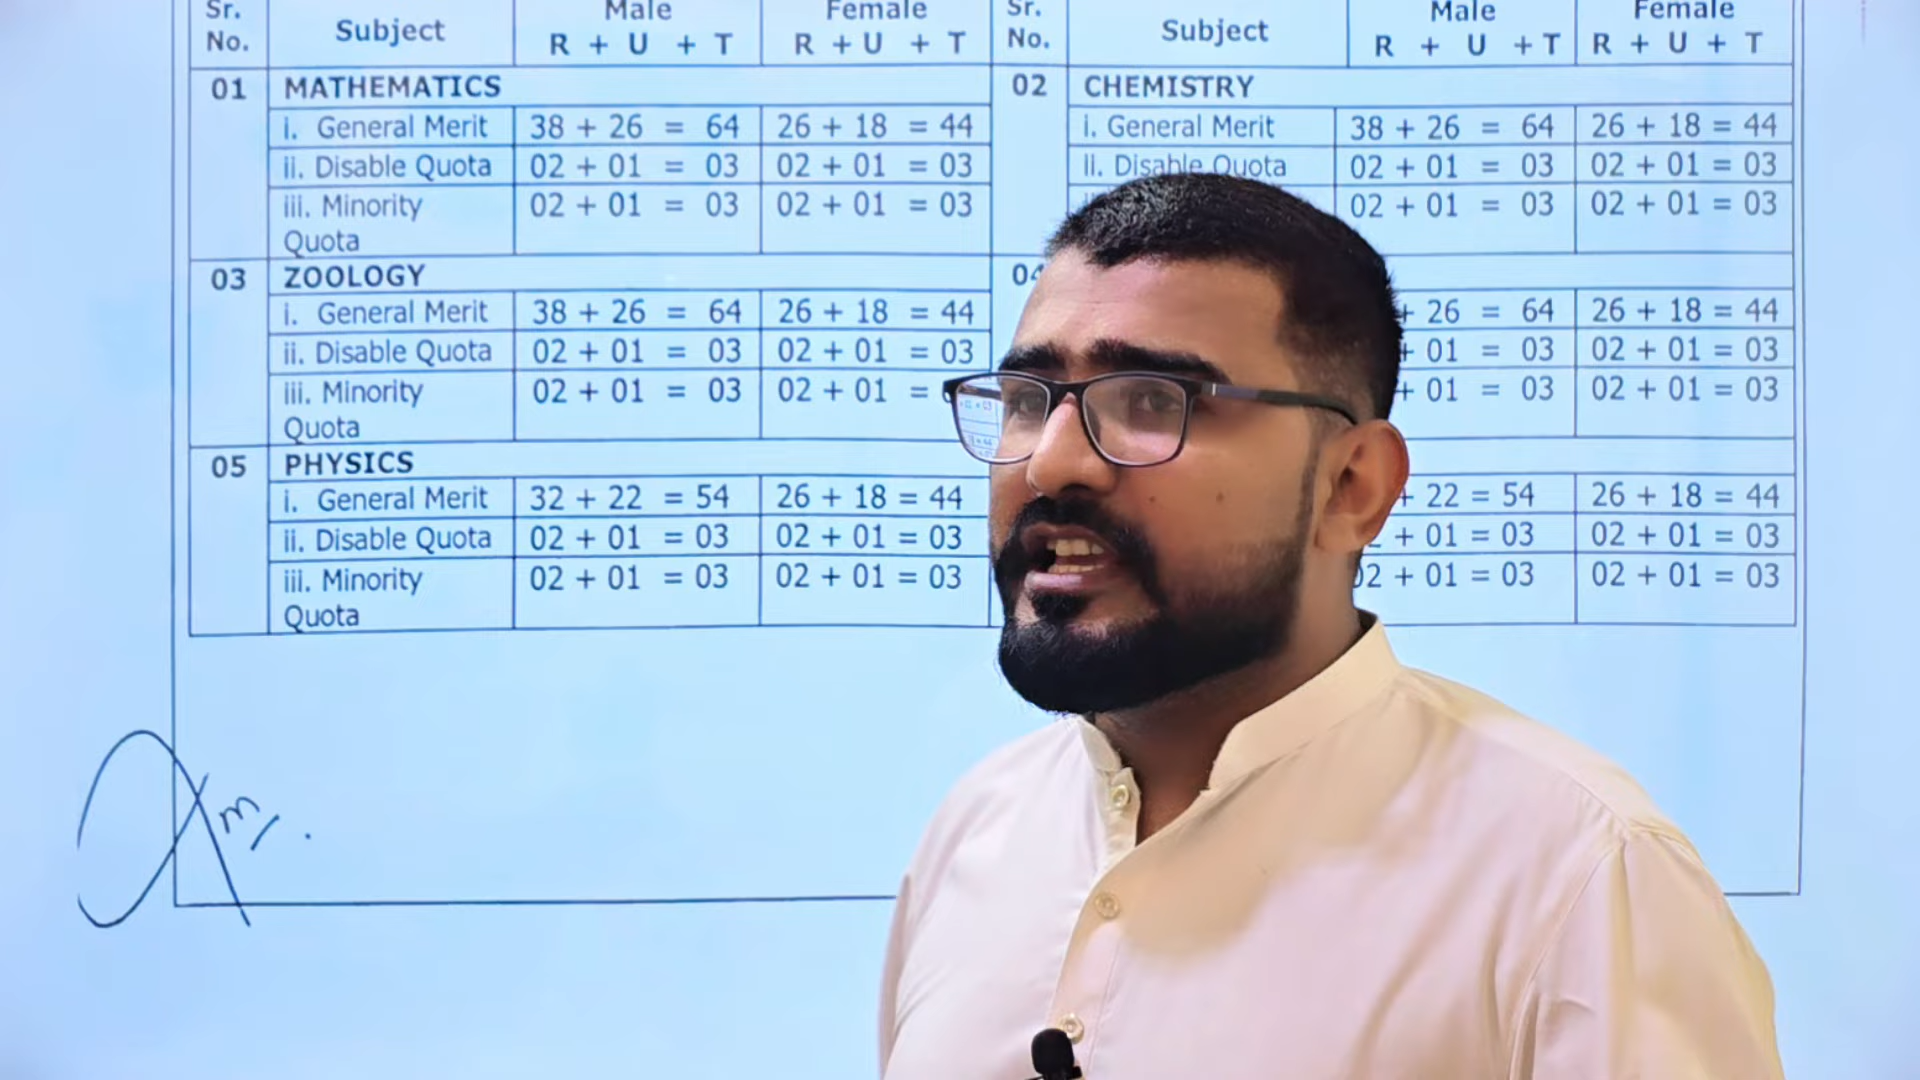 Sr. No. Subject Male R + U + T Female R + U + T Sr. No. Subject Male R + U + T Female R + U + T
01 MATHEMATICS 02 CHEMISTRY
i. General Merit 38 + 26 = 64 26 + 18 = 44 i. General Merit 38 + 26 = 64 26 + 18 = 44
ii. Disable Quota 02 + 01 = 03 02 + 01 = 03 ii. Disable Quota 02 + 01 = 03 02 + 01 = 03
iii. Minority Quota 02 + 01 = 03 02 + 01 = 03 02 + 01 = 03 02 + 01 = 03
03 ZOOLOGY 04
i. General Merit 38 + 26 = 64 26 + 18 = 44 + 26 = 64 26 + 18 = 44
ii. Disable Quota 02 + 01 = 03 02 + 01 = 03 + 01 = 03 02 + 01 = 03
iii. Minority Quota 02 + 01 = 03 02 + 01 = + 01 = 03 02 + 01 = 03
05 PHYSICS
i. General Merit 32 + 22 = 54 26 + 18 = 44 + 22 = 54 26 + 18 = 44
ii. Disable Quota 02 + 01 = 03 02 + 01 = 03 + 01 = 03 02 + 01 = 03
iii. Minority Quota 02 + 01 = 03 02 + 01 = 03 02 + 01 = 03 02 + 01 = 03